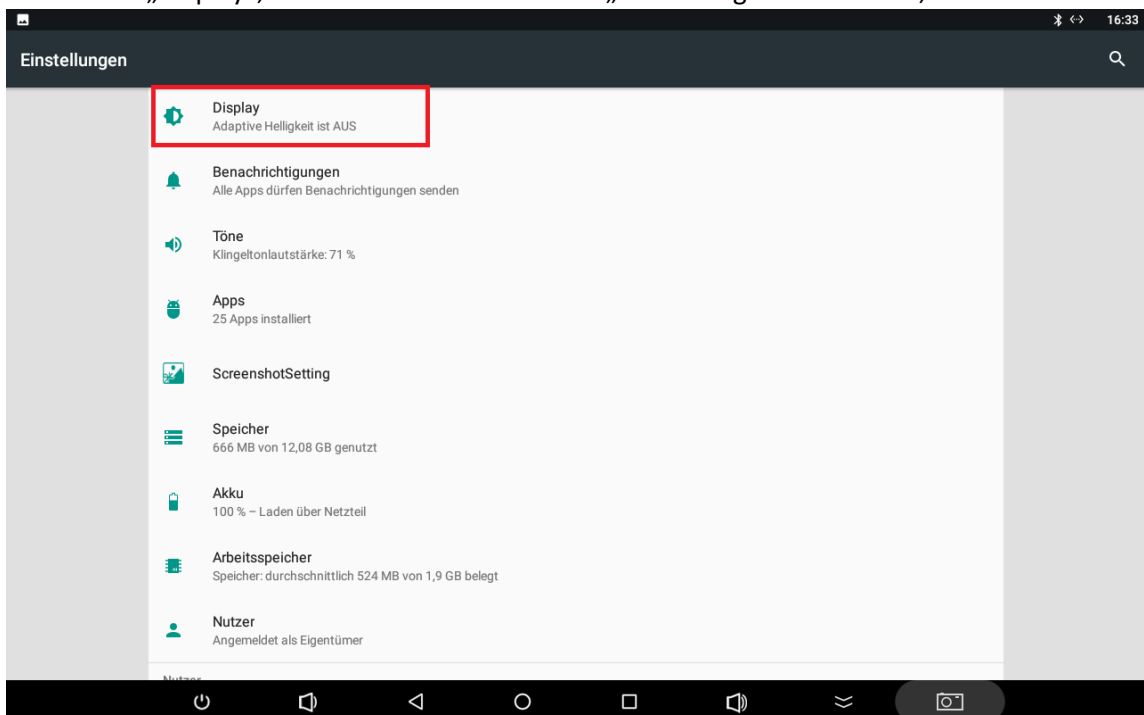 16:33
Einstellungen
Display
Adaptive Helligkeit ist AUS
Benachrichtigungen
Alle Apps dürfen Benachrichtigungen senden
Töne
Klingeltonlautstärke: 71 %
Apps
25 Apps installiert
ScreenshotSetting
Speicher
666 MB von 12,08 GB genutzt
Akku
100 % – Laden über Netzteil
Arbeitsspeicher
Speicher: durchschnittlich 524 MB von 1,9 GB belegt
Nutzer
Angemeldet als Eigentümer
Nutzer